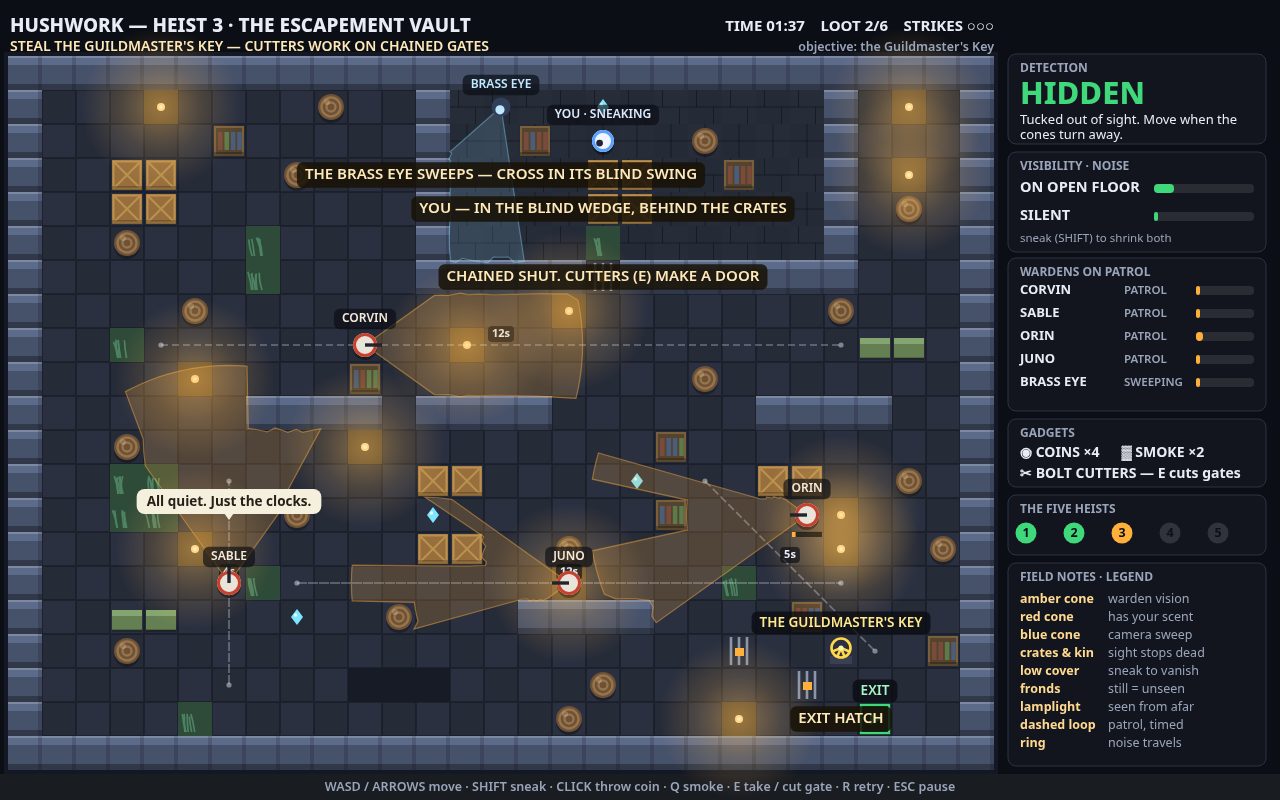 HUSHWORK — HEIST 3 · THE ESCAPEMENT VAULT
TIME 01:37 LOOT 2/6 STRIKES ○○○
STEAL THE GUILDMASTER'S KEY — CUTTERS WORK ON CHAINED GATES
objective: the Guildmaster's Key
BRASS EYE
YOU · SNEAKING
THE BRASS EYE SWEEPS — CROSS IN ITS BLIND SWING
YOU — IN THE BLIND WEDGE, BEHIND THE CRATES
CHAINED SHUT. CUTTERS (E) MAKE A DOOR
CORVIN
12s
All quiet. Just the clocks.
SABLE
JUNO
12s
ORIN
5s
THE GUILDMASTER'S KEY
EXIT
EXIT HATCH
DETECTION
HIDDEN
Tucked out of sight. Move when the
cones turn away.
VISIBILITY · NOISE
ON OPEN FLOOR
SILENT
sneak (SHIFT) to shrink both
WARDENS ON PATROL
CORVIN PATROL
SABLE PATROL
ORIN PATROL
JUNO PATROL
BRASS EYE SWEEPING
GADGETS
◉ COINS ×4 ▓ SMOKE ×2
✂ BOLT CUTTERS — E cuts gates
THE FIVE HEISTS
1 2 3 4 5
FIELD NOTES · LEGEND
amber cone warden vision
red cone has your scent
blue cone camera sweep
crates & kin sight stops dead
low cover sneak to vanish
fronds still = unseen
lamplight seen from afar
dashed loop patrol, timed
ring noise travels
WASD / ARROWS move · SHIFT sneak · CLICK throw coin · Q smoke · E take / cut gate · R retry · ESC pause